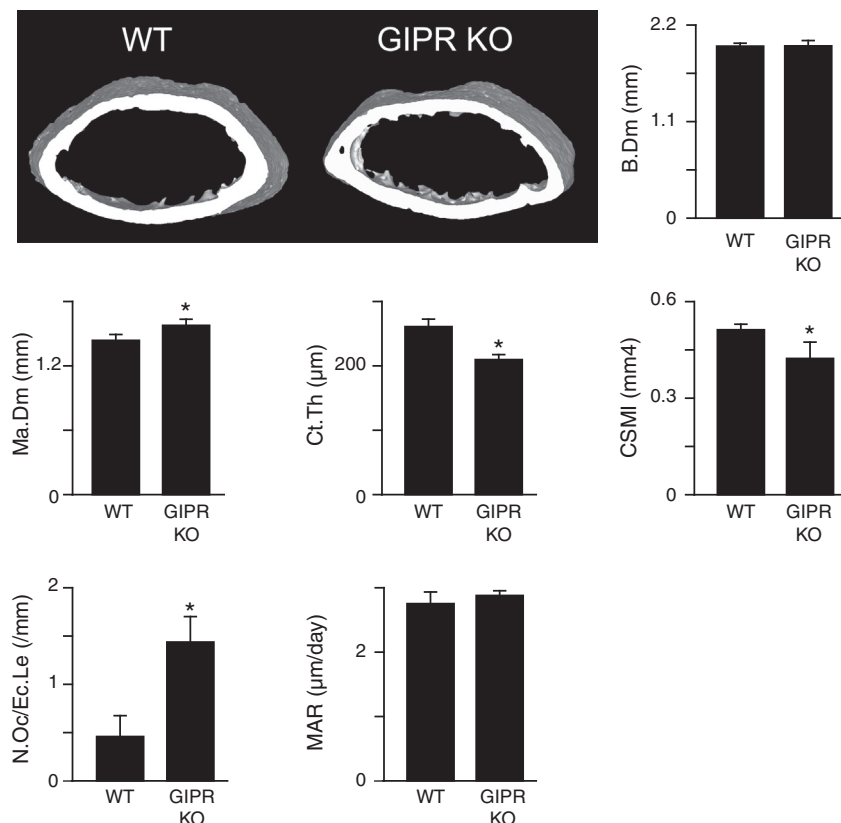 WT GIPR KO
2.2
1.1
0
B.Dm (mm)
WT GIPR
KO
1.2
0
Ma.Dm (mm)
*
WT GIPR
KO
200
0
Ct.Th (µm)
*
WT GIPR
KO
0.6
0.3
0
CSMI (mm4)
*
WT GIPR
KO
2
1
0
N.Oc/Ec.Le (/mm)
*
WT GIPR
KO
2
0
MAR (µm/day)
WT GIPR
KO